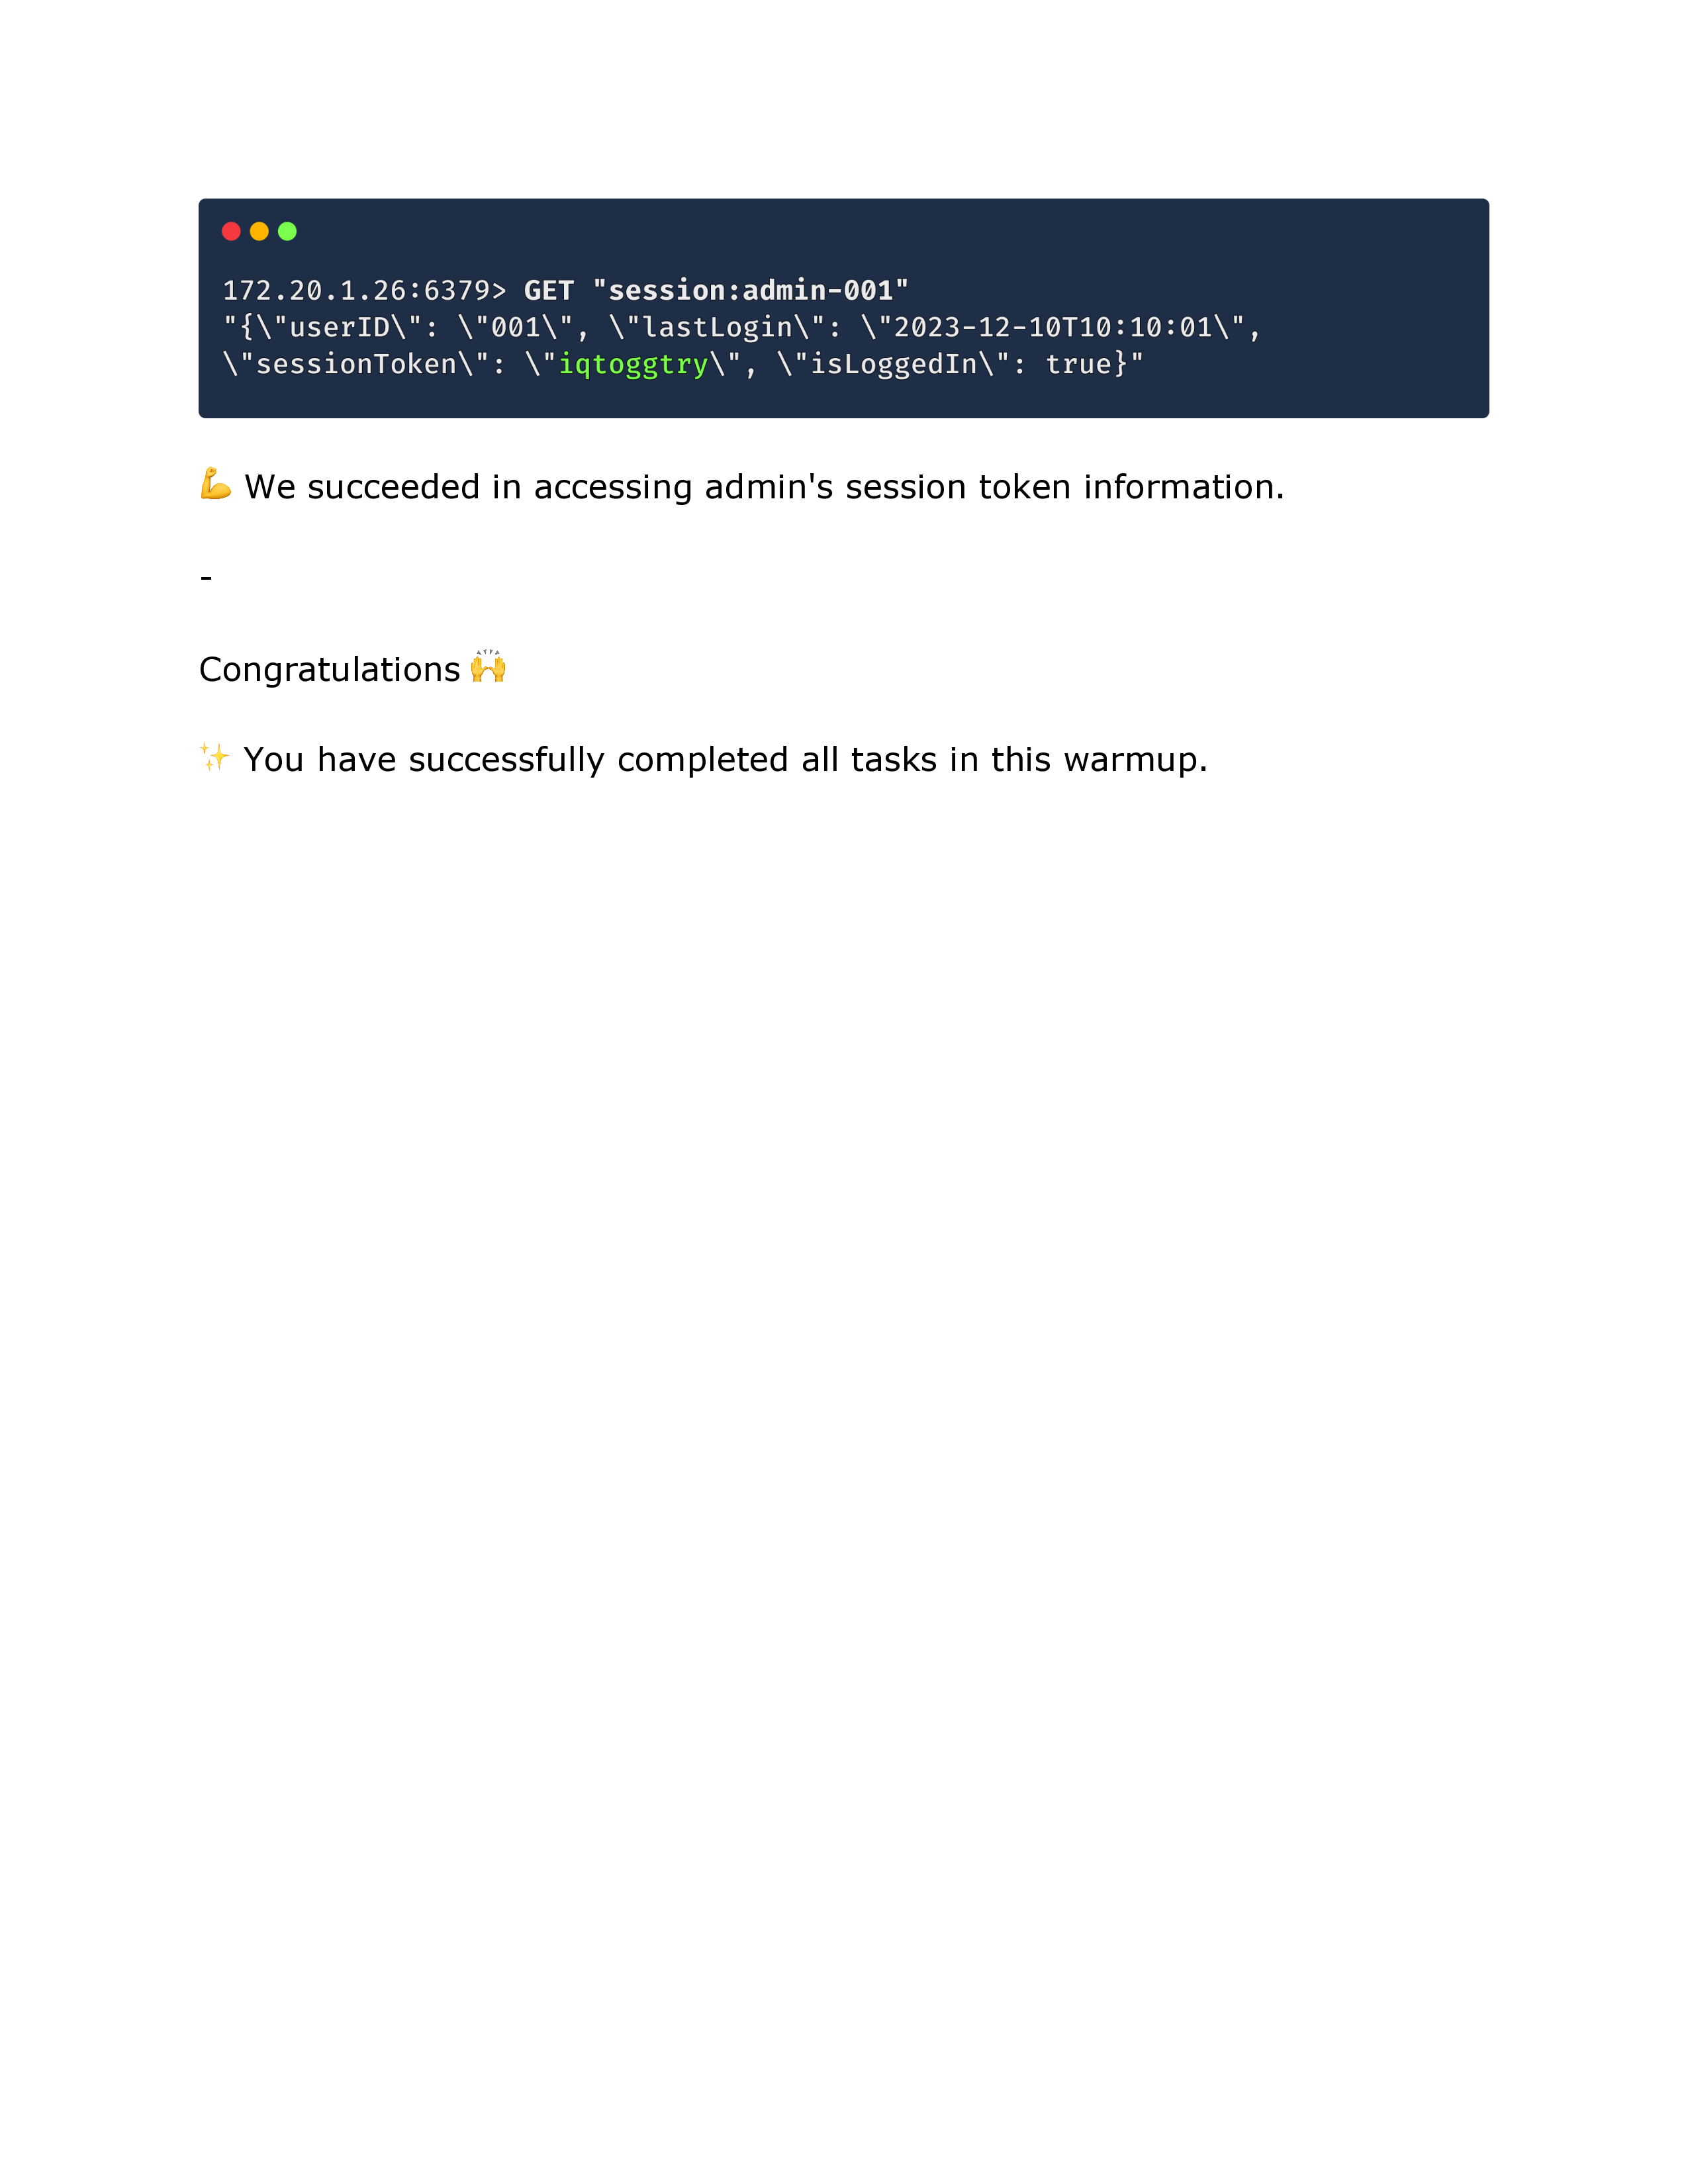 172.20.1.26:6379> GET "session:admin-001"
"{\"userID\": \"001\", \"lastLogin\": \"2023-12-10T10:10:01\",
\"sessionToken\": \"iqtoggtry\", \"isLoggedIn\": true}"
💪 We succeeded in accessing admin's session token information.
-
Congratulations 🙌
✨ You have successfully completed all tasks in this warmup.